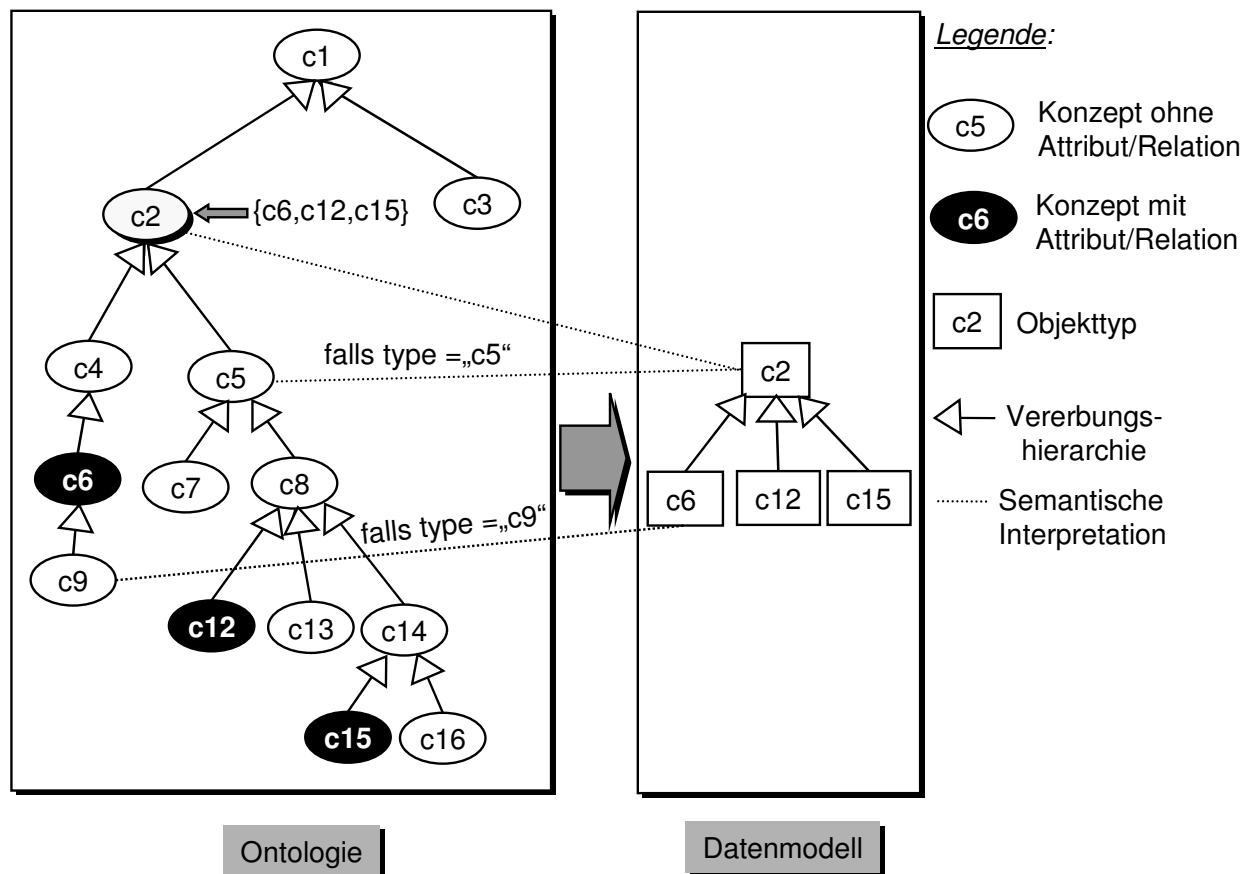 c1
c2
{c6,c12,c15}
c3
c4
c5
falls type =„c5“
c6
c7
c8
falls type =„c9“
c9
c12
c13
c14
c15
c16
Ontologie
c2
c6
c12
c15
Datenmodell
Legende:
c5
Konzept ohne
Attribut/Relation
c6
Konzept mit
Attribut/Relation
c2
Objekttyp
Vererbungs-
hierarchie
Semantische
Interpretation